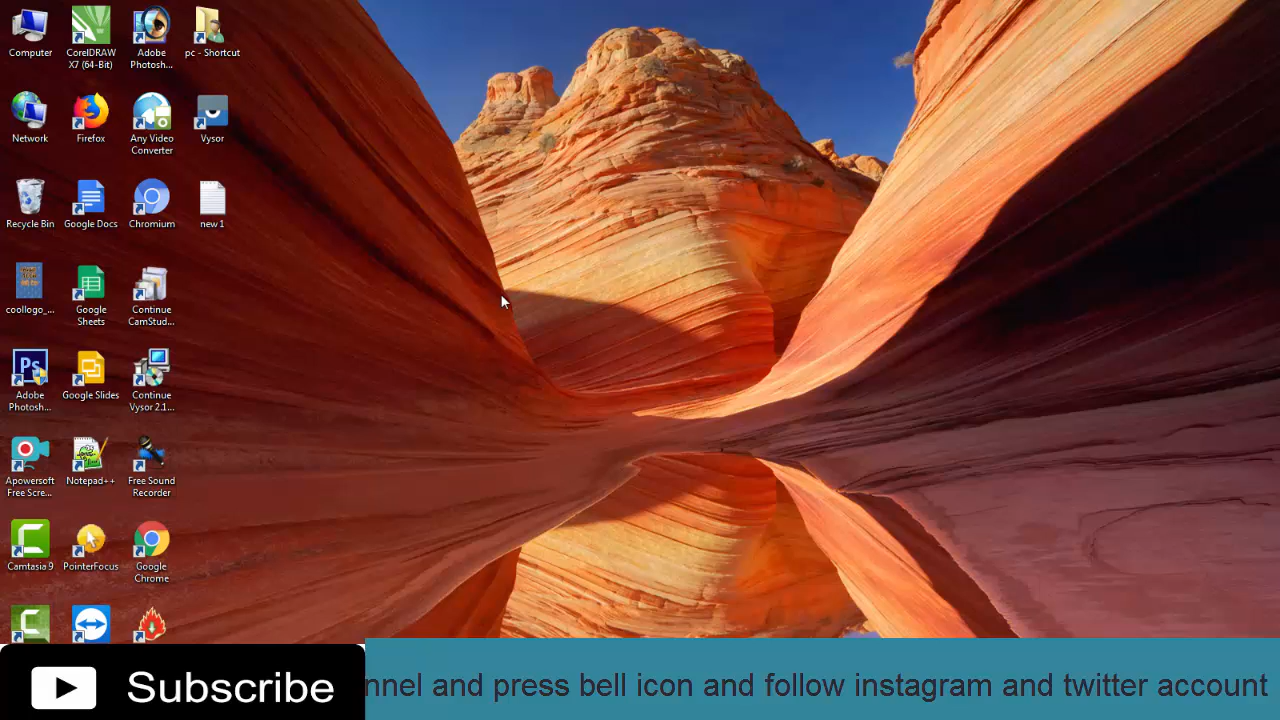 Computer
CorelDRAW
X7 (64-Bit)
Adobe
Photosh...
pc - Shortcut
Network
Firefox
Any Video
Converter
Vysor
Recycle Bin
Google Docs
Chromium
new 1
coollogo_...
Google
Sheets
Continue
CamStud...
Ps
Adobe
Photosh...
Google Slides
Continue
Vysor 2.1...
Apowersoft
Free Scre...
Notepad++
Free Sound
Recorder
Camtasia 9
PointerFocus
Google
Chrome
Subscribe
nnel and press bell icon and follow instagram and twitter account